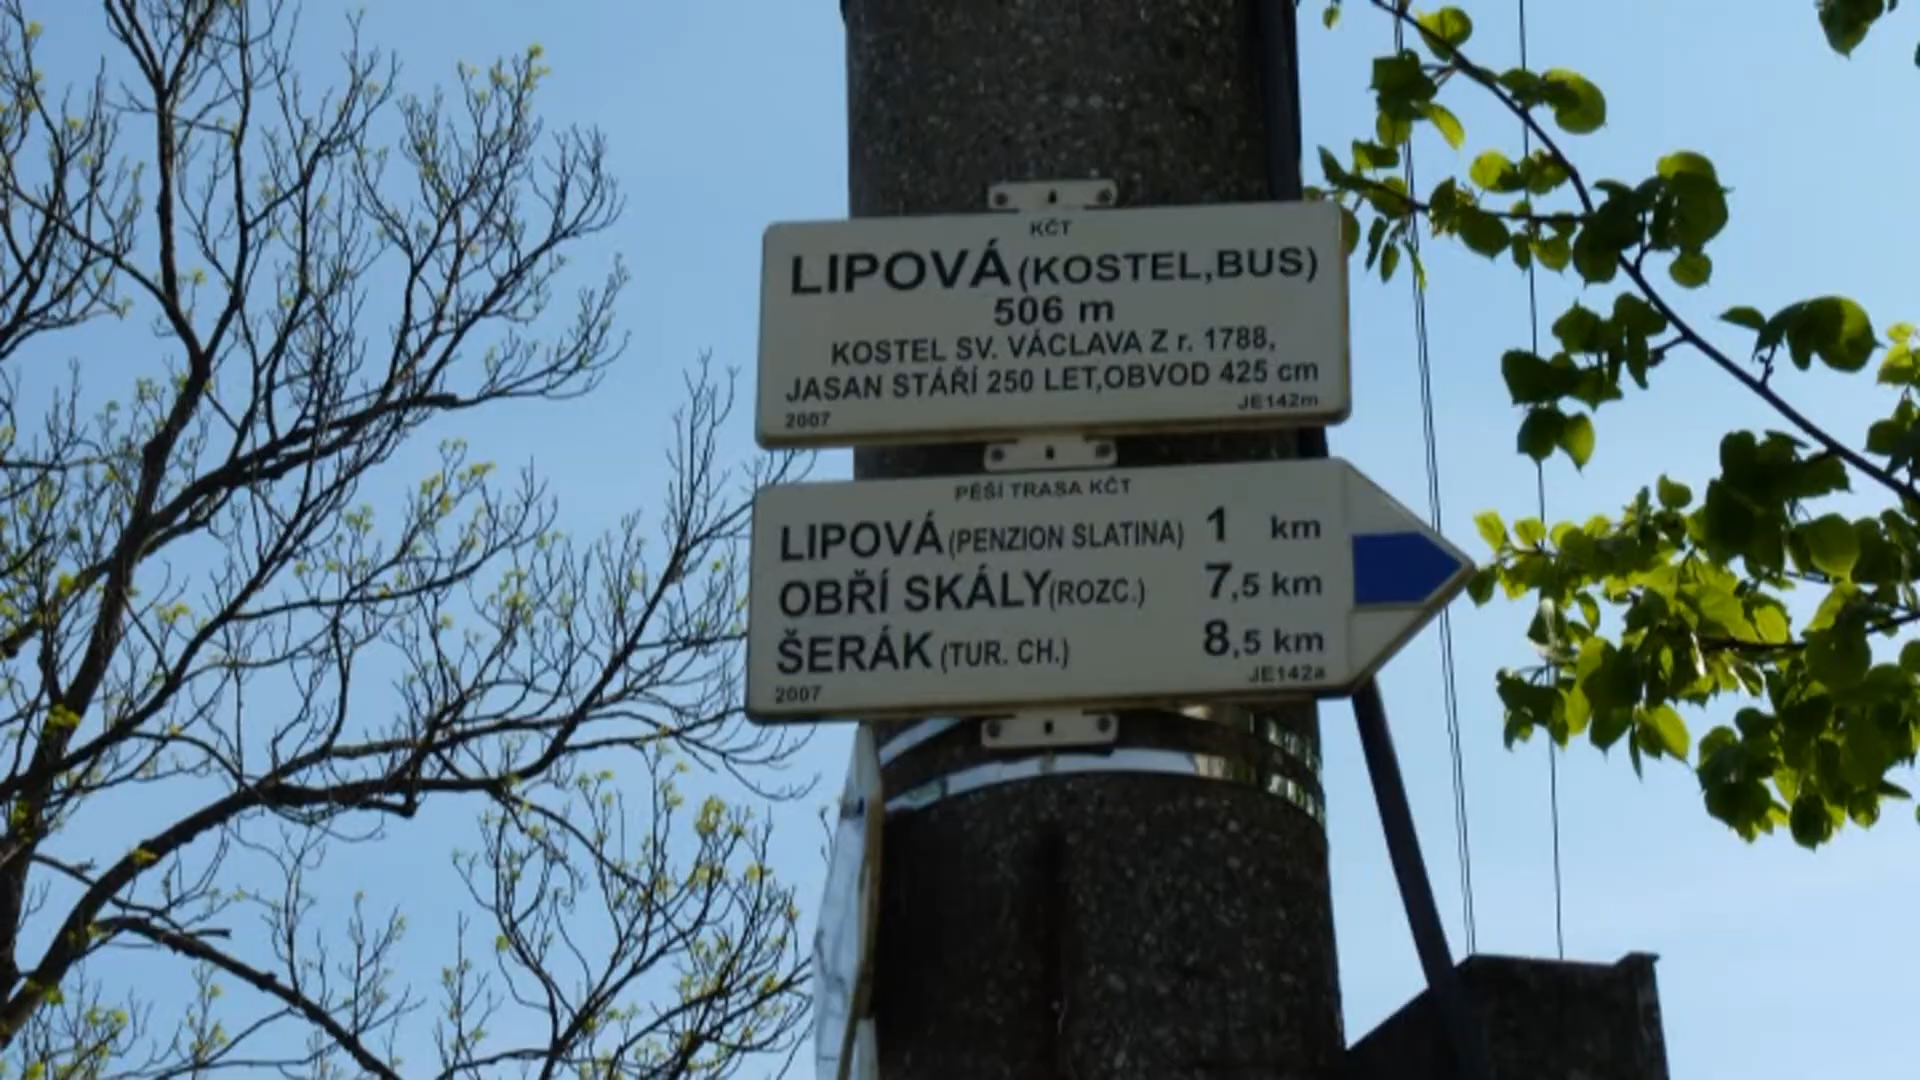 KČT
LIPOVÁ (KOSTEL,BUS)
506 m
KOSTEL SV. VÁCLAVA Z r. 1788,
JASAN STÁŘÍ 250 LET,OBVOD 425 cm
2007 JE142m
PĚŠÍ TRASA KČT
LIPOVÁ (PENZION SLATINA) 1 km
OBŘÍ SKÁLY (ROZC.) 7,5 km
ŠERÁK (TUR. CH.) 8,5 km
2007 JE142a